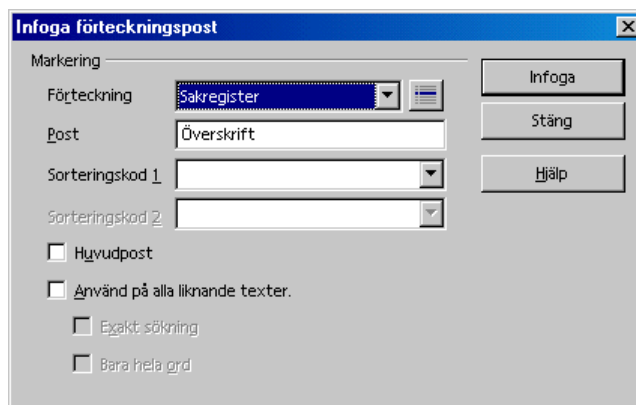 Infoga förteckningspost
Markering
Förteckning Sakregister
Post Överskrift
Sorteringskod 1
Sorteringskod 2
Huvudpost
Använd på alla liknande texter.
Exakt sökning
Bara hela ord
Infoga
Stäng
Hjälp